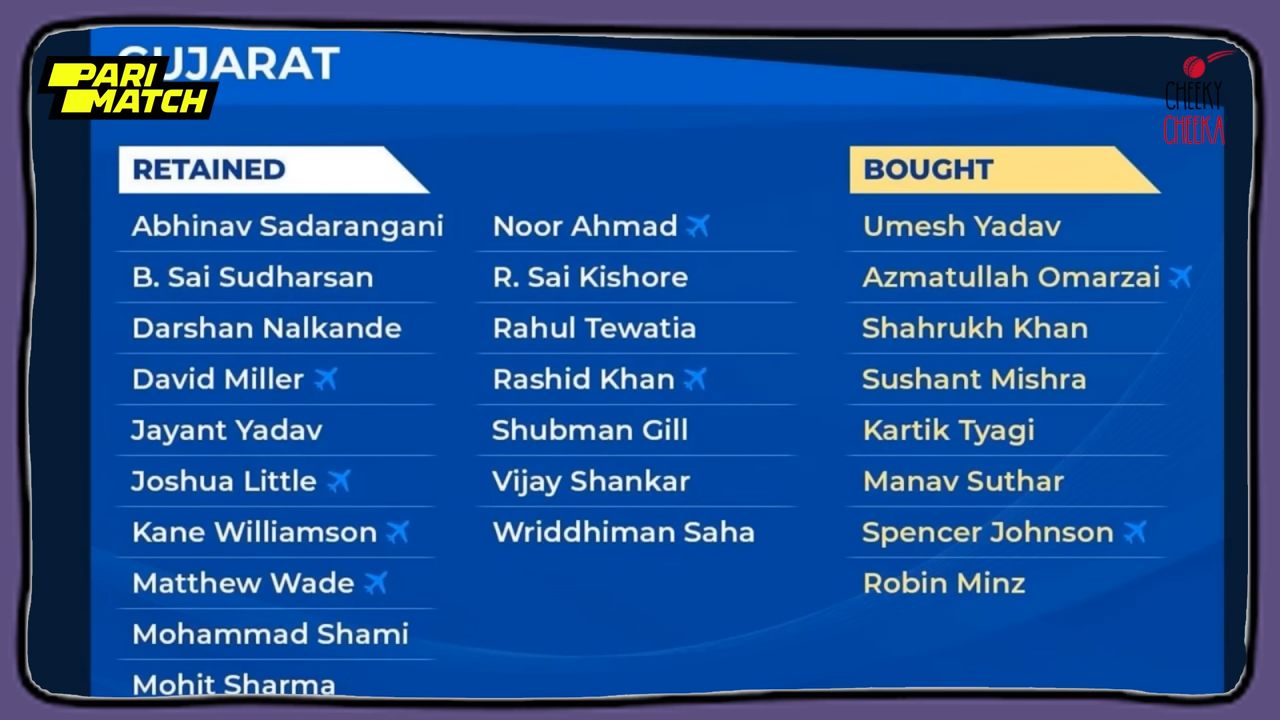 GUJARAT
PARI
MATCH
CHEEKY
CHEEKA
RETAINED
Abhinav Sadarangani
B. Sai Sudharsan
Darshan Nalkande
David Miller
Jayant Yadav
Joshua Little
Kane Williamson
Matthew Wade
Mohammad Shami
Mohit Sharma
Noor Ahmad
R. Sai Kishore
Rahul Tewatia
Rashid Khan
Shubman Gill
Vijay Shankar
Wriddhiman Saha
BOUGHT
Umesh Yadav
Azmatullah Omarzai
Shahrukh Khan
Sushant Mishra
Kartik Tyagi
Manav Suthar
Spencer Johnson
Robin Minz